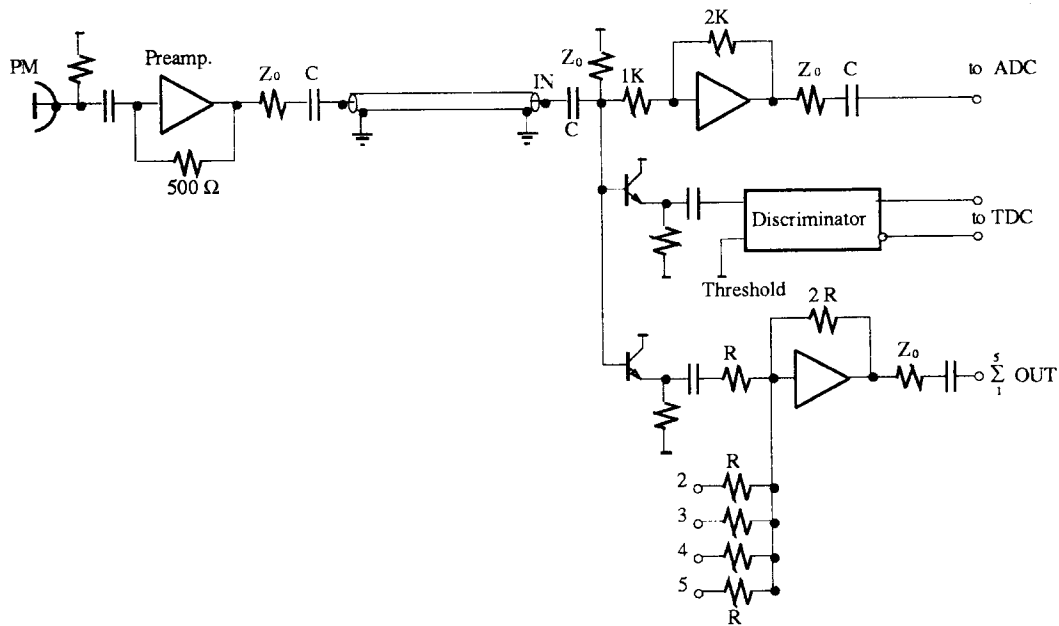 2K
PM
Preamp.
Z₀
C
IN
C
Z₀
1K
Z₀
C
to ADC
500 Ω
Discriminator
to TDC
Threshold
2 R
R
Z₀
5
Σ OUT
1
2
R
3
4
5
R